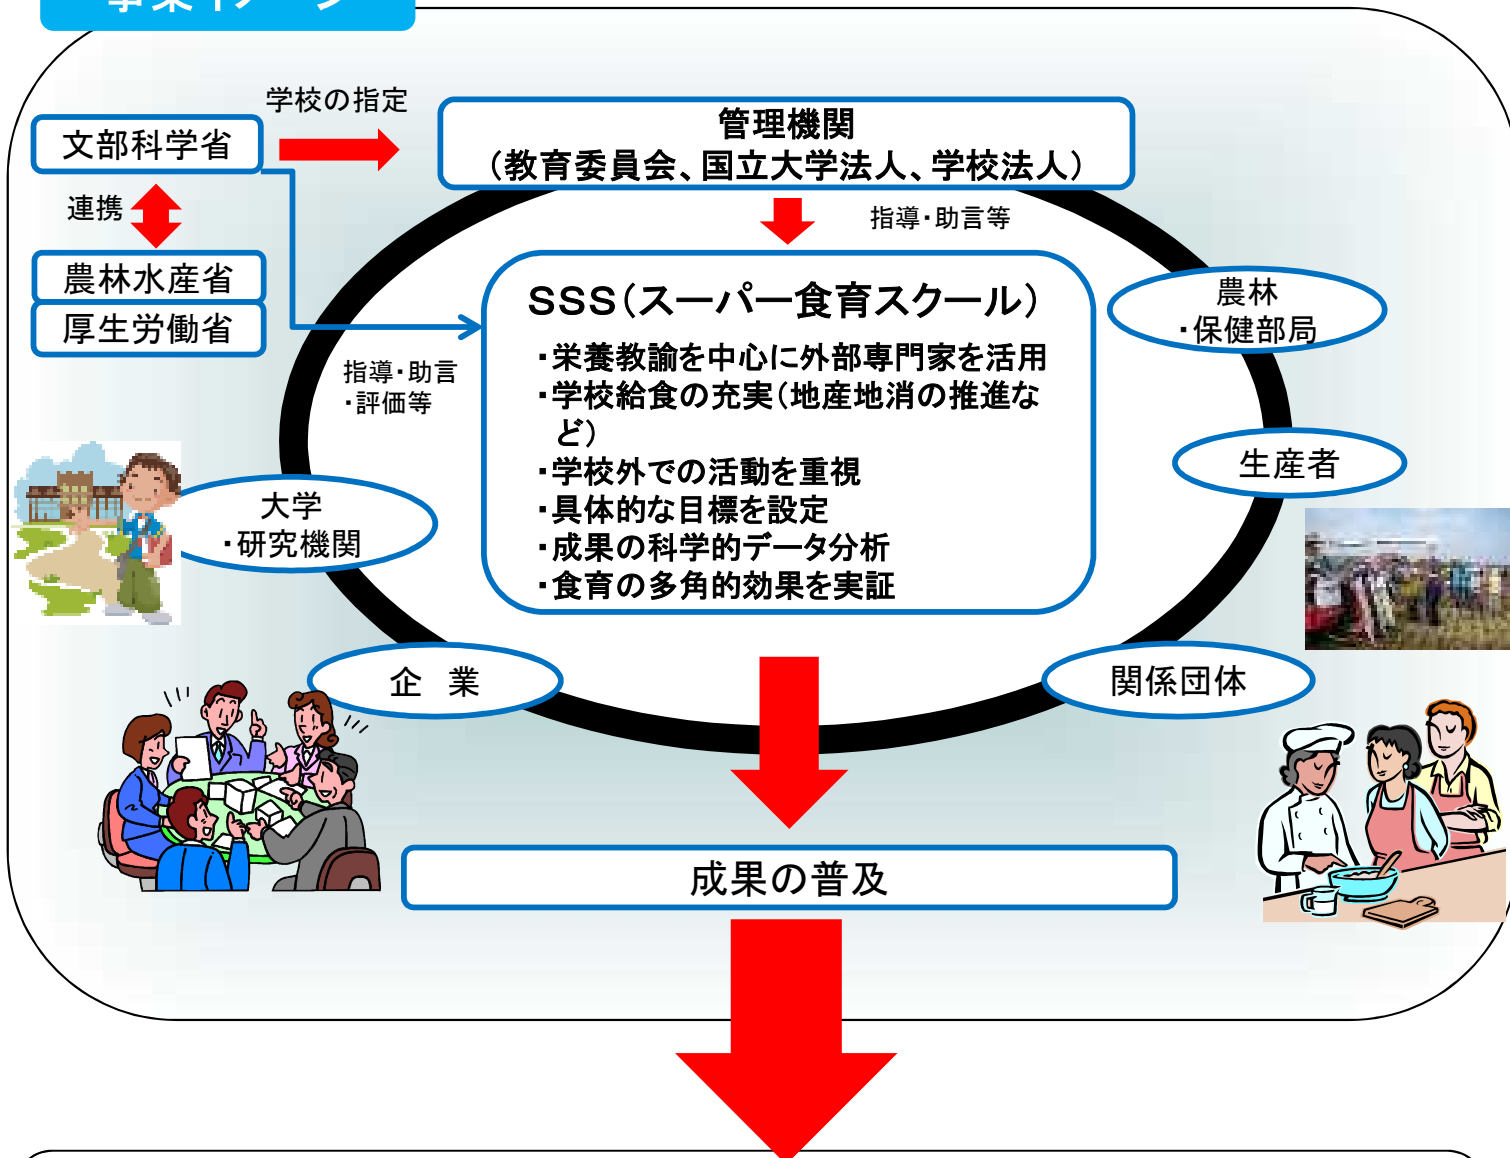 事業イメージ
学校の指定
文部科学省
管理機関
(教育委員会、国立大学法人、学校法人)
連携
指導・助言等
農林水産省
厚生労働省
SSS(スーパー食育スクール)
・栄養教諭を中心に外部専門家を活用
・学校給食の充実(地産地消の推進な
ど)
・学校外での活動を重視
・具体的な目標を設定
・成果の科学的データ分析
・食育の多角的効果を実証
農林
・保健部局
指導・助言
・評価等
生産者
大学
・研究機関
企 業
関係団体
成果の普及